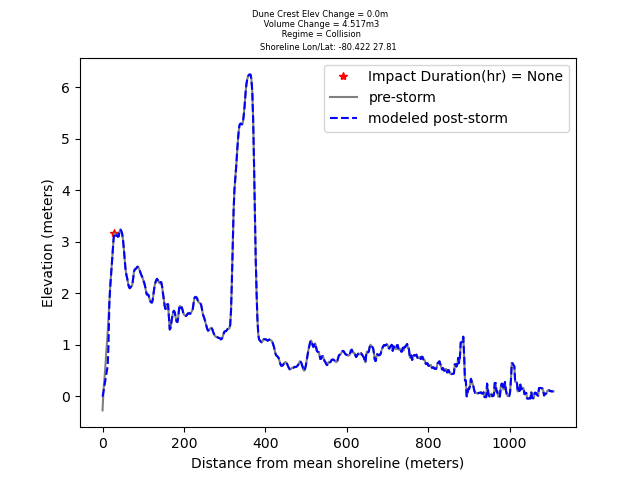 Dune Crest Elev Change = 0.0m
Volume Change = 4.517m3
Regime = Collision
Shoreline Lon/Lat: -80.422 27.81
Impact Duration(hr) = None
pre-storm
modeled post-storm
Elevation (meters)
6
5
4
3
2
1
0
0 200 400 600 800 1000
Distance from mean shoreline (meters)